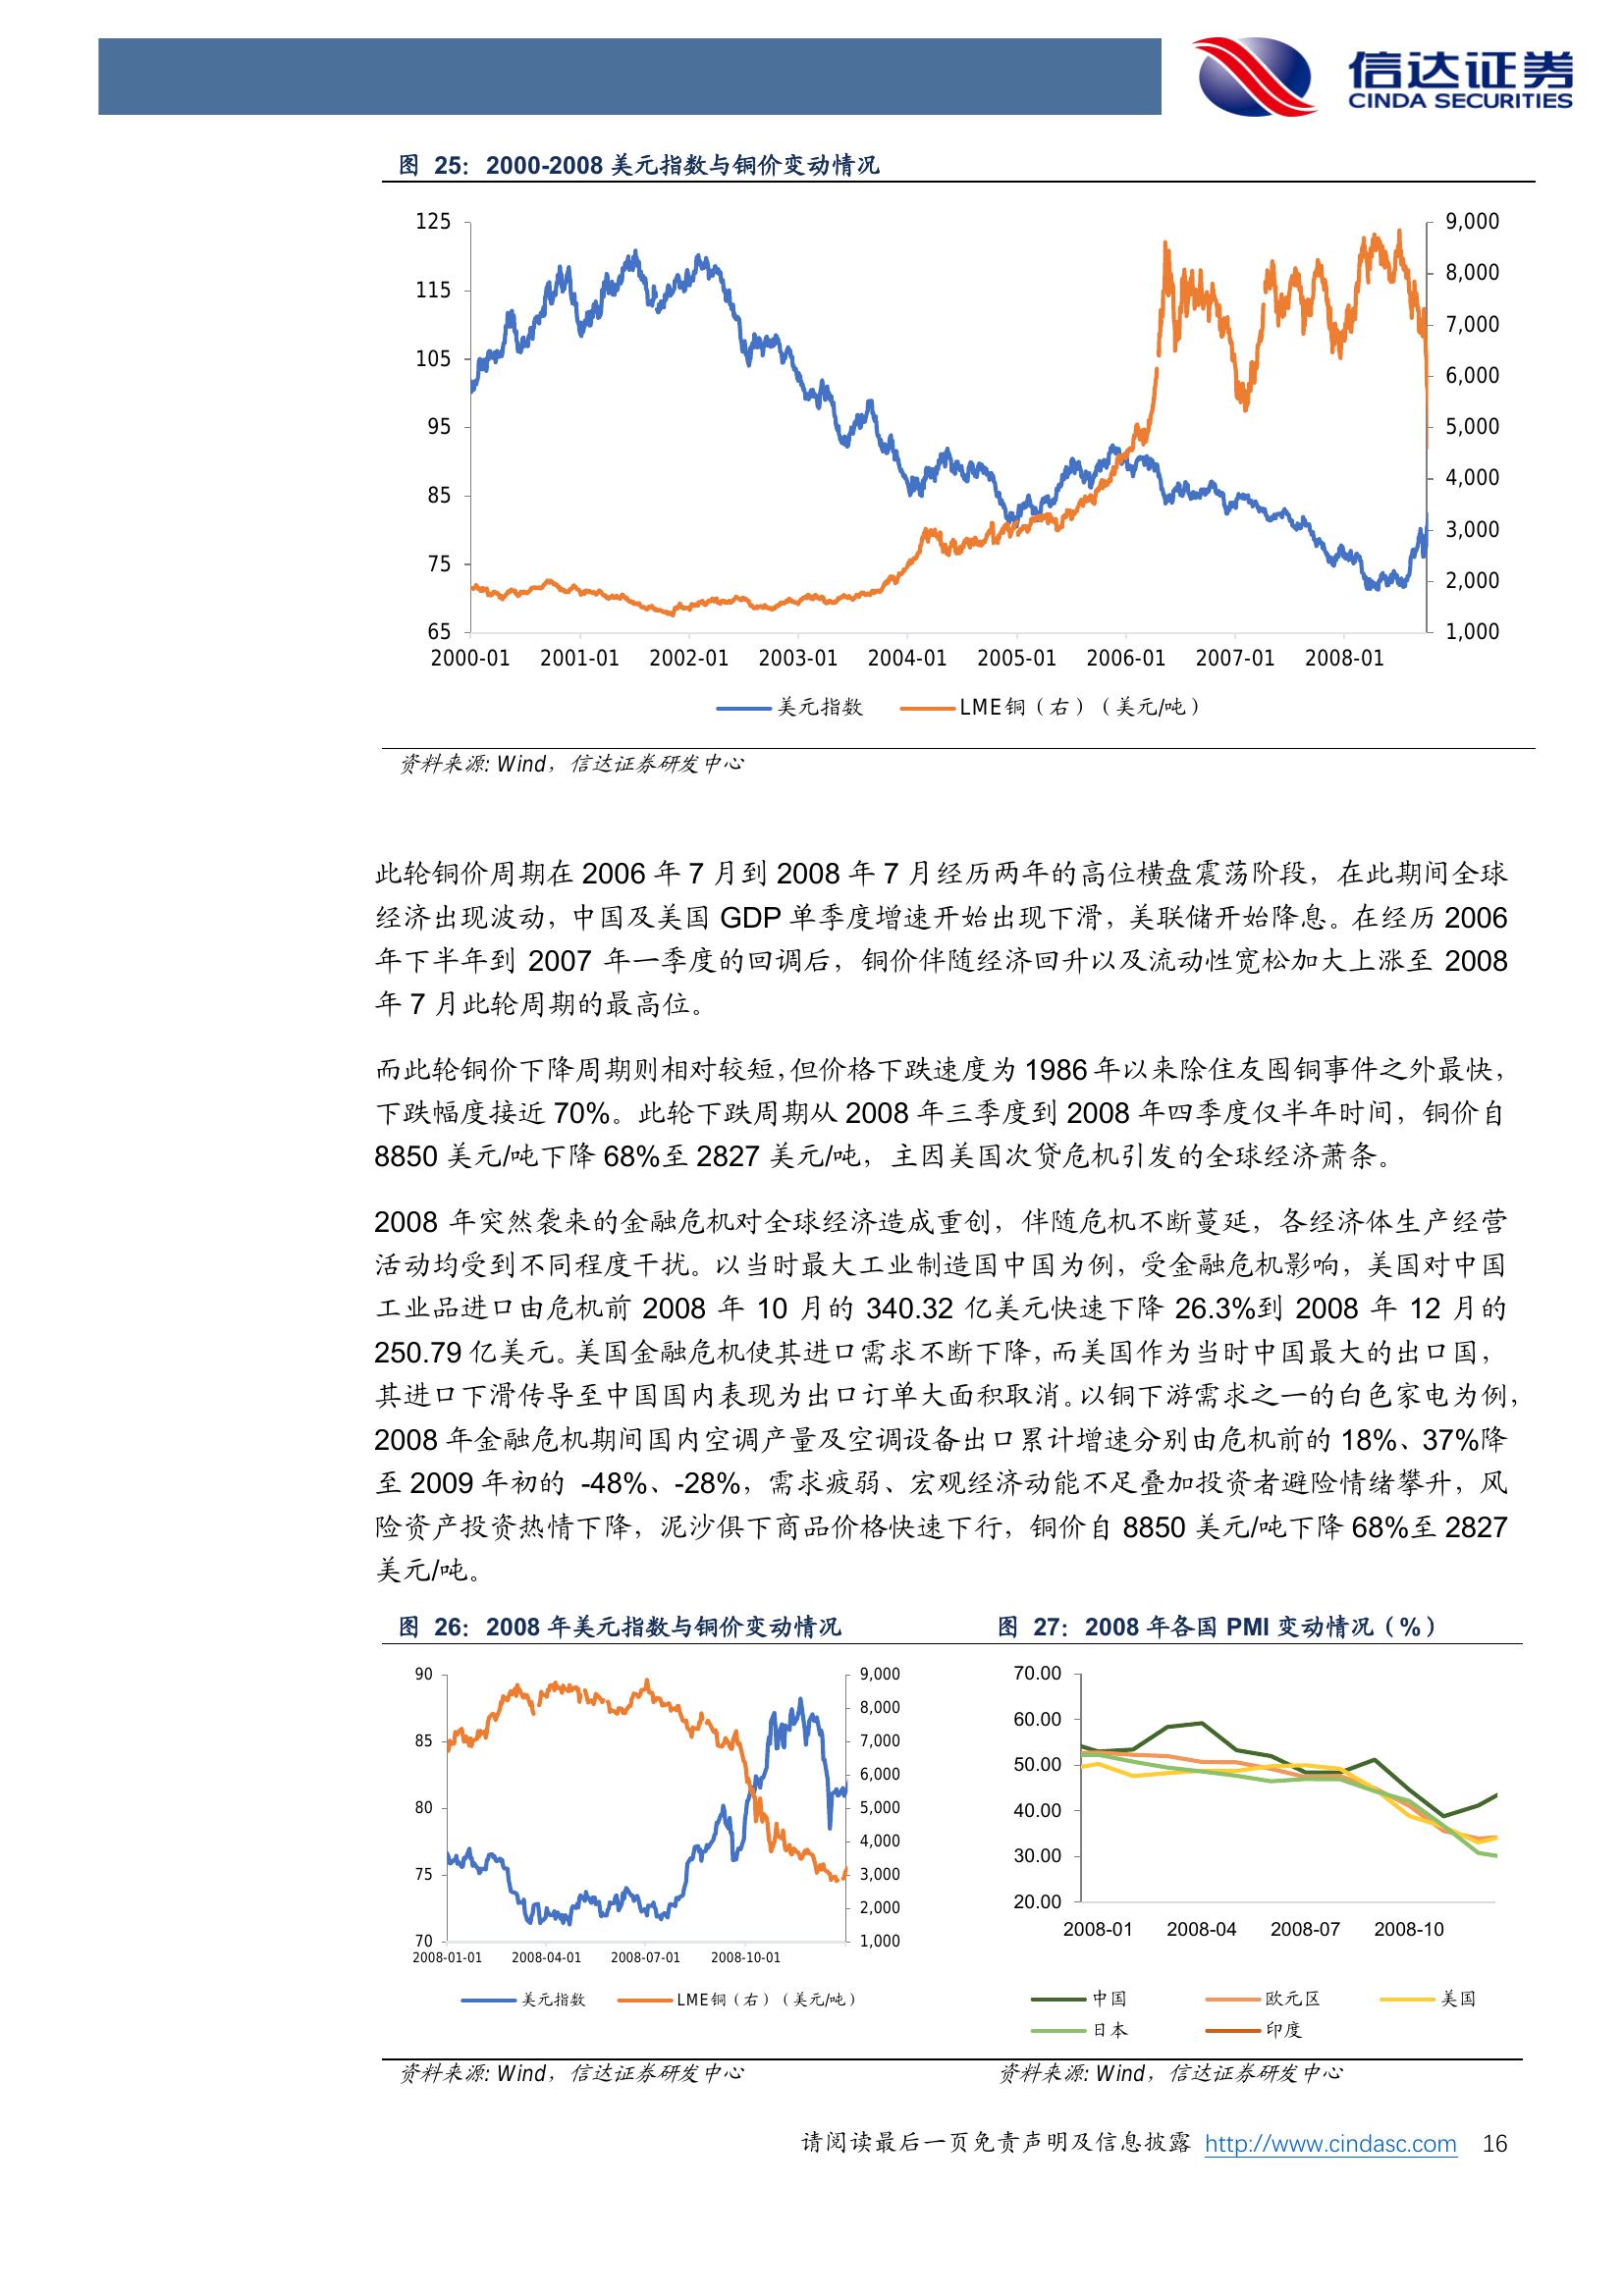 信达证券
CINDA SECURITIES
图 25：2000-2008 美元指数与铜价变动情况
125
115
105
95
85
75
65
9,000
8,000
7,000
6,000
5,000
4,000
3,000
2,000
1,000
2000-01 2001-01 2002-01 2003-01 2004-01 2005-01 2006-01 2007-01 2008-01
美元指数 LME铜（右）（美元/吨）
资料来源: Wind，信达证券研发中心
此轮铜价周期在 2006 年 7 月到 2008 年 7 月经历两年的高位横盘震荡阶段，在此期间全球
经济出现波动，中国及美国 GDP 单季度增速开始出现下滑，美联储开始降息。在经历 2006
年下半年到 2007 年一季度的回调后，铜价伴随经济回升以及流动性宽松加大上涨至 2008
年 7 月此轮周期的最高位。
而此轮铜价下降周期则相对较短，但价格下跌速度为 1986 年以来除住友囤铜事件之外最快，
下跌幅度接近 70%。此轮下跌周期从 2008 年三季度到 2008 年四季度仅半年时间，铜价自
8850 美元/吨下降 68%至 2827 美元/吨，主因美国次贷危机引发的全球经济萧条。
2008 年突然袭来的金融危机对全球经济造成重创，伴随危机不断蔓延，各经济体生产经营
活动均受到不同程度干扰。以当时最大工业制造国中国为例，受金融危机影响，美国对中国
工业品进口由危机前 2008 年 10 月的 340.32 亿美元快速下降 26.3%到 2008 年 12 月的
250.79 亿美元。美国金融危机使其进口需求不断下降，而美国作为当时中国最大的出口国，
其进口下滑传导至中国国内表现为出口订单大面积取消。以铜下游需求之一的白色家电为例，
2008 年金融危机期间国内空调产量及空调设备出口累计增速分别由危机前的 18%、37%降
至 2009 年初的 -48%、-28%，需求疲弱、宏观经济动能不足叠加投资者避险情绪攀升，风
险资产投资热情下降，泥沙俱下商品价格快速下行，铜价自 8850 美元/吨下降 68%至 2827
美元/吨。
图 26：2008 年美元指数与铜价变动情况
90
85
80
75
70
9,000
8,000
7,000
6,000
5,000
4,000
3,000
2,000
1,000
2008-01-01 2008-04-01 2008-07-01 2008-10-01
美元指数 LME铜（右）（美元/吨）
资料来源: Wind，信达证券研发中心
图 27：2008 年各国 PMI 变动情况（%）
70.00
60.00
50.00
40.00
30.00
20.00
2008-01 2008-04 2008-07 2008-10
中国 欧元区 美国
日本 印度
资料来源: Wind，信达证券研发中心
请阅读最后一页免责声明及信息披露 http://www.cindasc.com 16